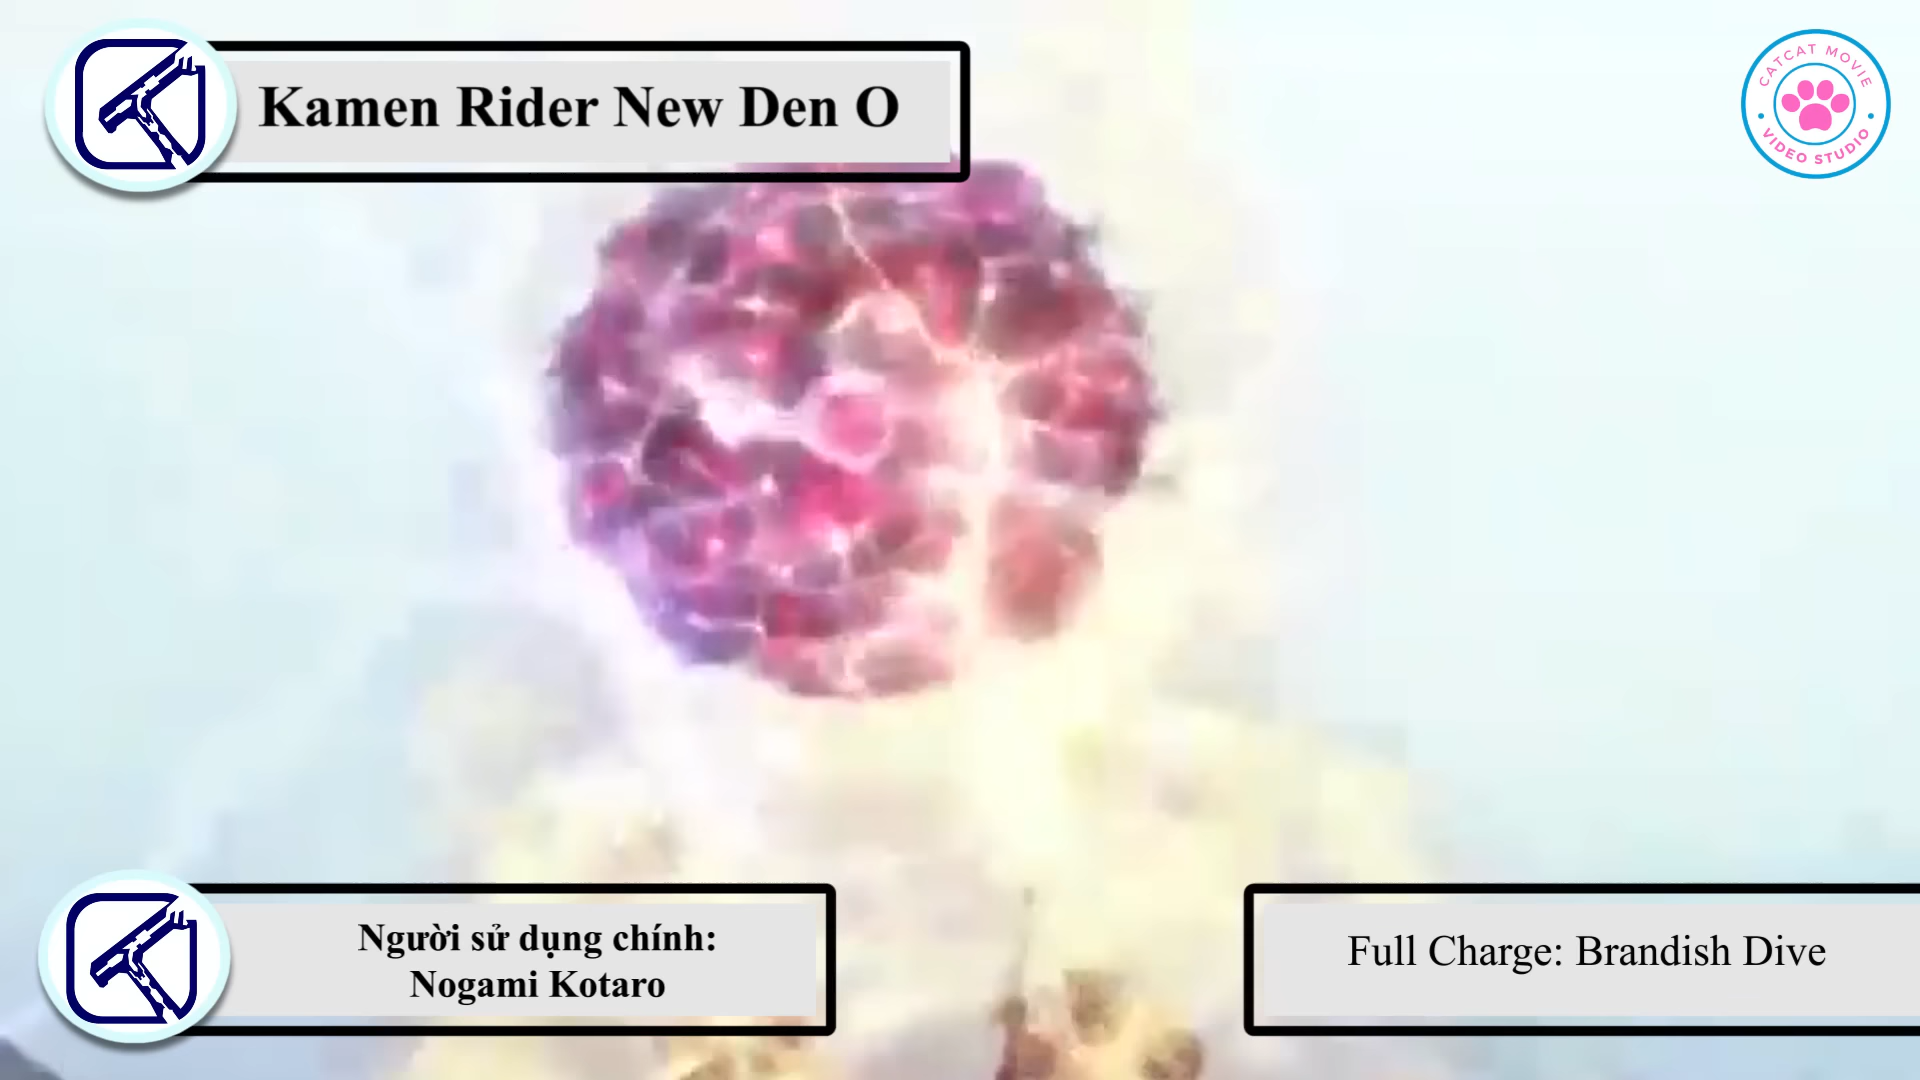 Kamen Rider New Den O
CATCAT MOVIE
VIDEO STUDIO
Người sử dụng chính:
Nogami Kotaro
Full Charge: Brandish Dive